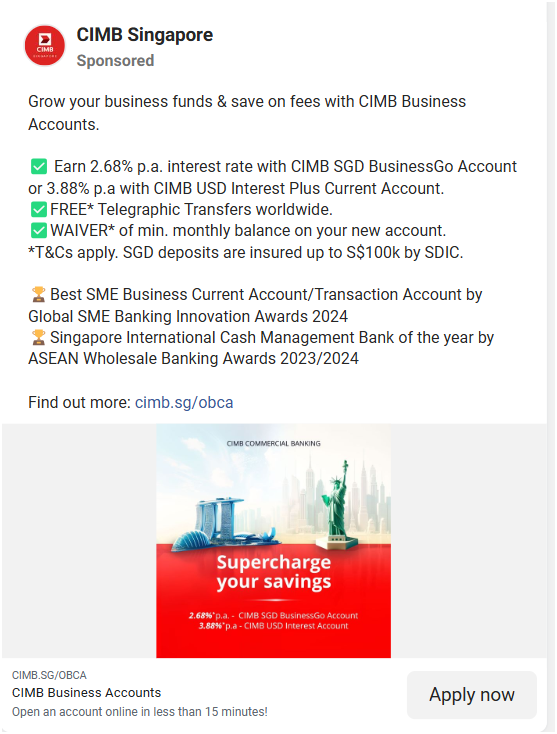 CIMB
SINGAPORE
CIMB Singapore
Sponsored
Grow your business funds & save on fees with CIMB Business
Accounts.
✅ Earn 2.68% p.a. interest rate with CIMB SGD BusinessGo Account
or 3.88% p.a with CIMB USD Interest Plus Current Account.
✅FREE* Telegraphic Transfers worldwide.
✅WAIVER* of min. monthly balance on your new account.
*T&Cs apply. SGD deposits are insured up to S$100k by SDIC.
🏆Best SME Business Current Account/Transaction Account by
Global SME Banking Innovation Awards 2024
🏆Singapore International Cash Management Bank of the year by
ASEAN Wholesale Banking Awards 2023/2024
Find out more: cimb.sg/obca
CIMB COMMERCIAL BANKING
Supercharge
your savings
2.68%*p.a. - CIMB SGD BusinessGo Account
3.88%*p.a - CIMB USD Interest Account
CIMB.SG/OBCA
CIMB Business Accounts
Open an account online in less than 15 minutes!
Apply now